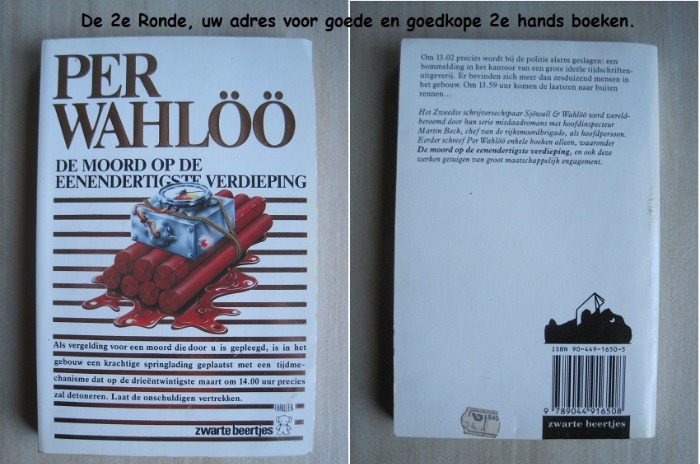 De 2e Ronde, uw adres voor goede en goedkope 2e hands boeken.
PER
WAHLÖÖ
DE MOORD OP DE
EENENDERTIGSTE VERDIEPING
Als vergelding voor een moord die door u is gepleegd, is in het
gebouw een krachtige springlading geplaatst met een tijdme-
chanisme dat op de drieëntwintigste maart om 14.00 uur precies
zal detoneren. Laat de onschuldigen vertrekken.
THRILLER
zwarte beertjes
Om 13.02 precies wordt bij de politie alarm geslagen: een
bommelding in het kantoor van een grote ideële tijdschriften-
uitgeverij. Er bevinden zich meer dan zesduizend mensen in
het gebouw. Om 13.59 uur komen de laatsten naar buiten
rennen...
Het Zweedse schrijversechtpaar Sjöwall & Wahlöö werd wereld-
beroemd door hun serie misdaadromans met hoofdinspecteur
Martin Beck, chef van de rijksmoordbrigade, als hoofdpersoon.
Eerder schreef Per Wahlöö enkele boeken alleen, waaronder
De moord op de eenendertigste verdieping, en ook deze
werken getuigen van groot maatschappelijk engagement.
ISBN 90-449-1650-5
9 789044 916508
zwarte beertjes